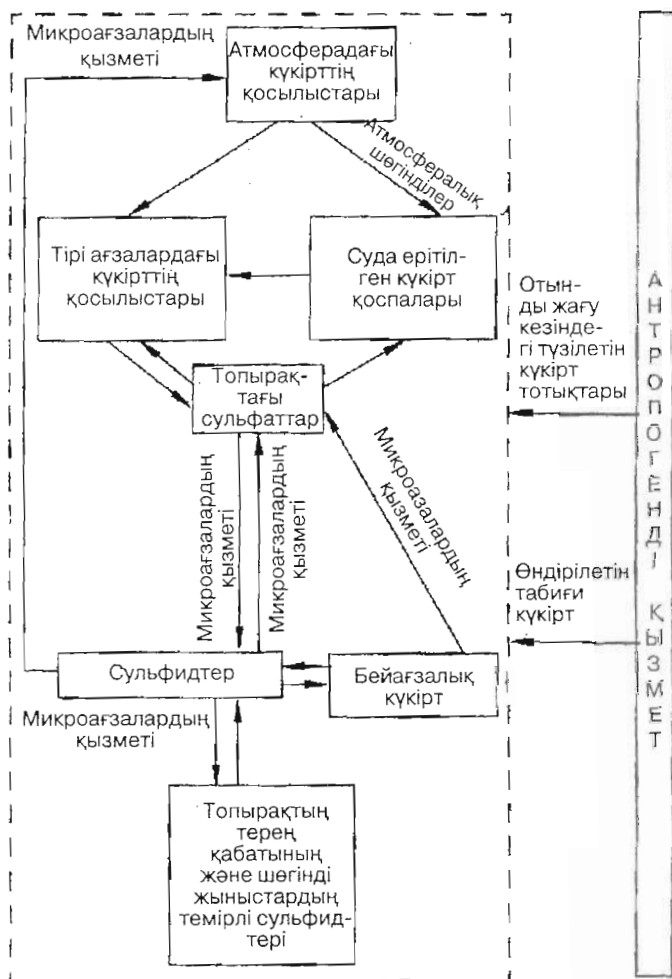 Микроағзалардың
қызметі
Атмосферадағы
күкірттің
қосылыстары
Атмосфералық
шөгінділер
Тірі ағзалардағы
күкірттің
қосылыстары
Суда ерітіл-
ген күкірт
қоспалары
Топырақ-
тағы
сульфаттар
Отын-
ды жағу
кезінде-
гі түзілетін
күкірт
тотықтары
Микроағзалардың
қызметі
Микроағзалардың
қызметі
Микроазалардың
қызметі
Өндірілетін
табиғи
күкірт
Сульфидтер
Бейағзалық
күкірт
Микроағзалардың
қызметі
Топырақтың
терең
қабатының
және шөгінді
жыныстардың
темірлі сульфид-
тері
АНТРОПОГЕНДІ ҚЫЗМЕТ